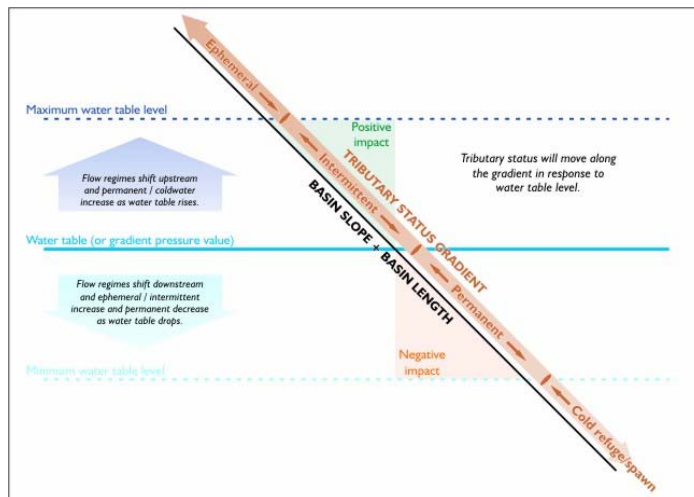 Ephemeral
Maximum water table level
Positive
impact
Intermittent
TRIBUTARY STATUS GRADIENT
Tributary status will move along
the gradient in response to
water table level.
Flow regimes shift upstream
and permanent / coldwater
increase as water table rises.
BASIN SLOPE + BASIN LENGTH
Water table (or gradient pressure value)
Flow regimes shift downstream
and ephemeral / intermittent
increase and permanent decrease
as water table drops.
Permanent
Negative
impact
Minimum water table level
Cold refuge/spawn